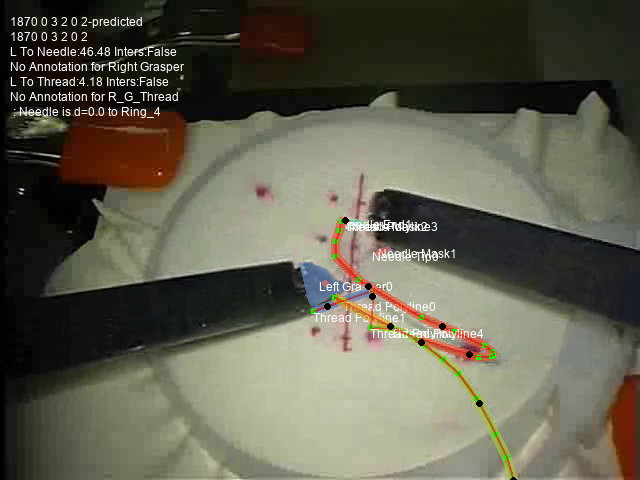 1870 0 3 2 0 2-predicted
1870 0 3 2 0 2
L To Needle:46.48 Inters:False
No Annotation for Right Grasper
L To Thread:4.18 Inters:False
No Annotation for R_G_Thread
: Needle is d=0.0 to Ring_4
Needle Mask1
Needle Tip0
Left Grasper0
Thread Polyline0
Thread Polyline1